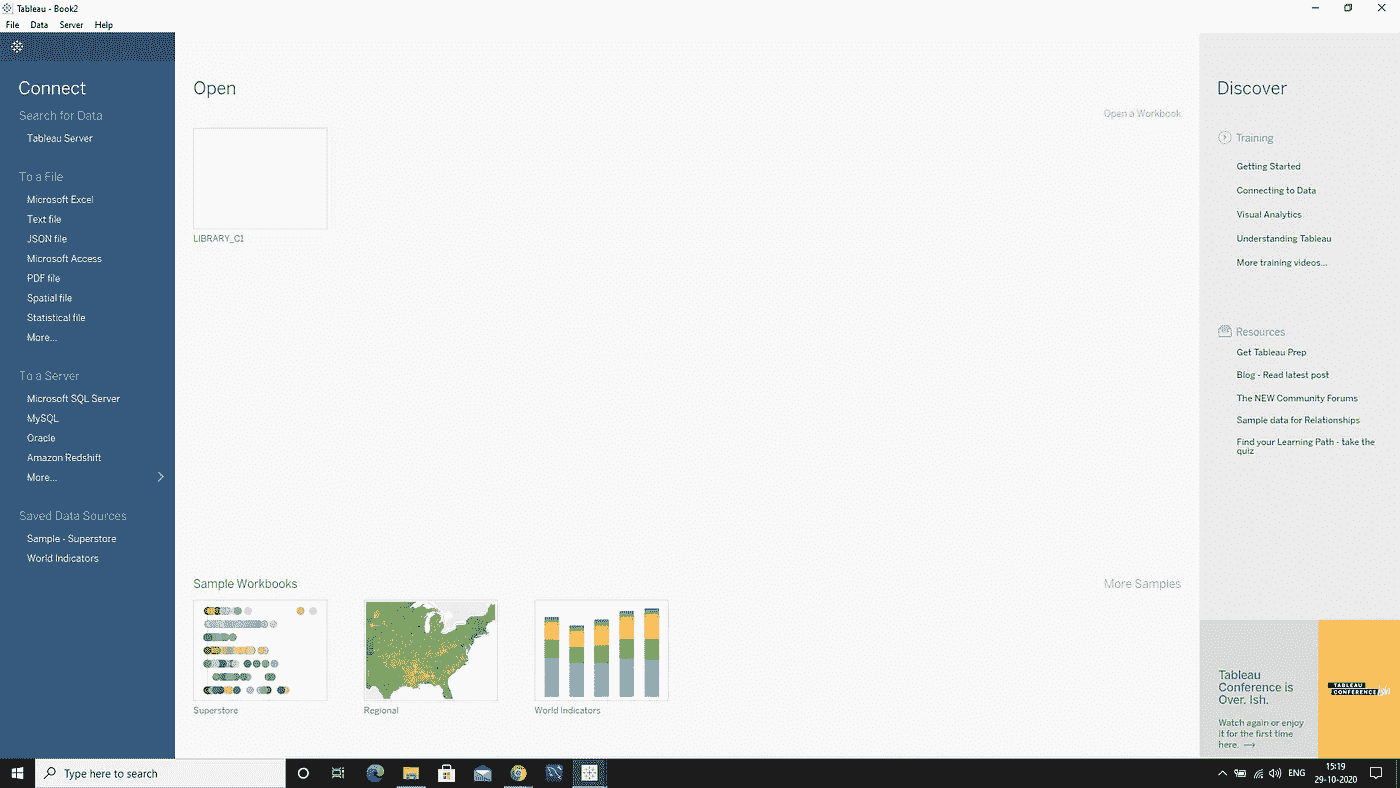 Tableau - Book2
File Data Server Help
Connect
Search for Data
Tableau Server
To a File
Microsoft Excel
Text file
JSON file
Microsoft Access
PDF file
Spatial file
Statistical file
More...
To a Server
Microsoft SQL Server
MySQL
Oracle
Amazon Redshift
More...
Saved Data Sources
Sample - Superstore
World Indicators
Open
Open a Workbook
LIBRARY_C1
Sample Workbooks
More Samples
Superstore
Regional
World Indicators
Discover
Training
Getting Started
Connecting to Data
Visual Analytics
Understanding Tableau
More training videos...
Resources
Get Tableau Prep
Blog - Read latest post
The NEW Community Forums
Sample data for Relationships
Find your Learning Path - take the
quiz
Tableau
Conference is
Over. Ish.
Watch again or enjoy
it for the first time
here. →
TABLEAU
CONFERENCE/ish
Type here to search
ENG
15:19
29-10-2020